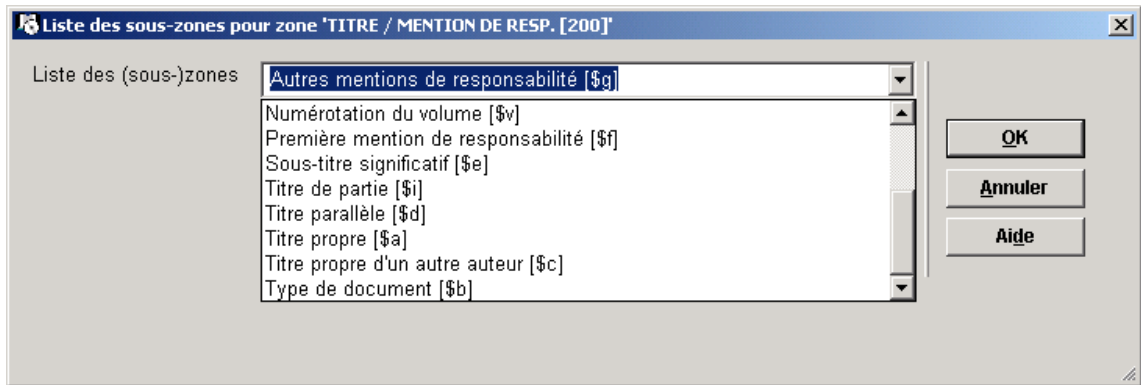 Liste des sous-zones pour zone 'TITRE / MENTION DE RESP. [200]'
Liste des (sous-)zones
Autres mentions de responsabilité [$g]
Numérotation du volume [$v]
Première mention de responsabilité [$f]
Sous-titre significatif [$e]
Titre de partie [$i]
Titre parallèle [$d]
Titre propre [$a]
Titre propre d'un autre auteur [$c]
Type de document [$b]
OK
Annuler
Aide